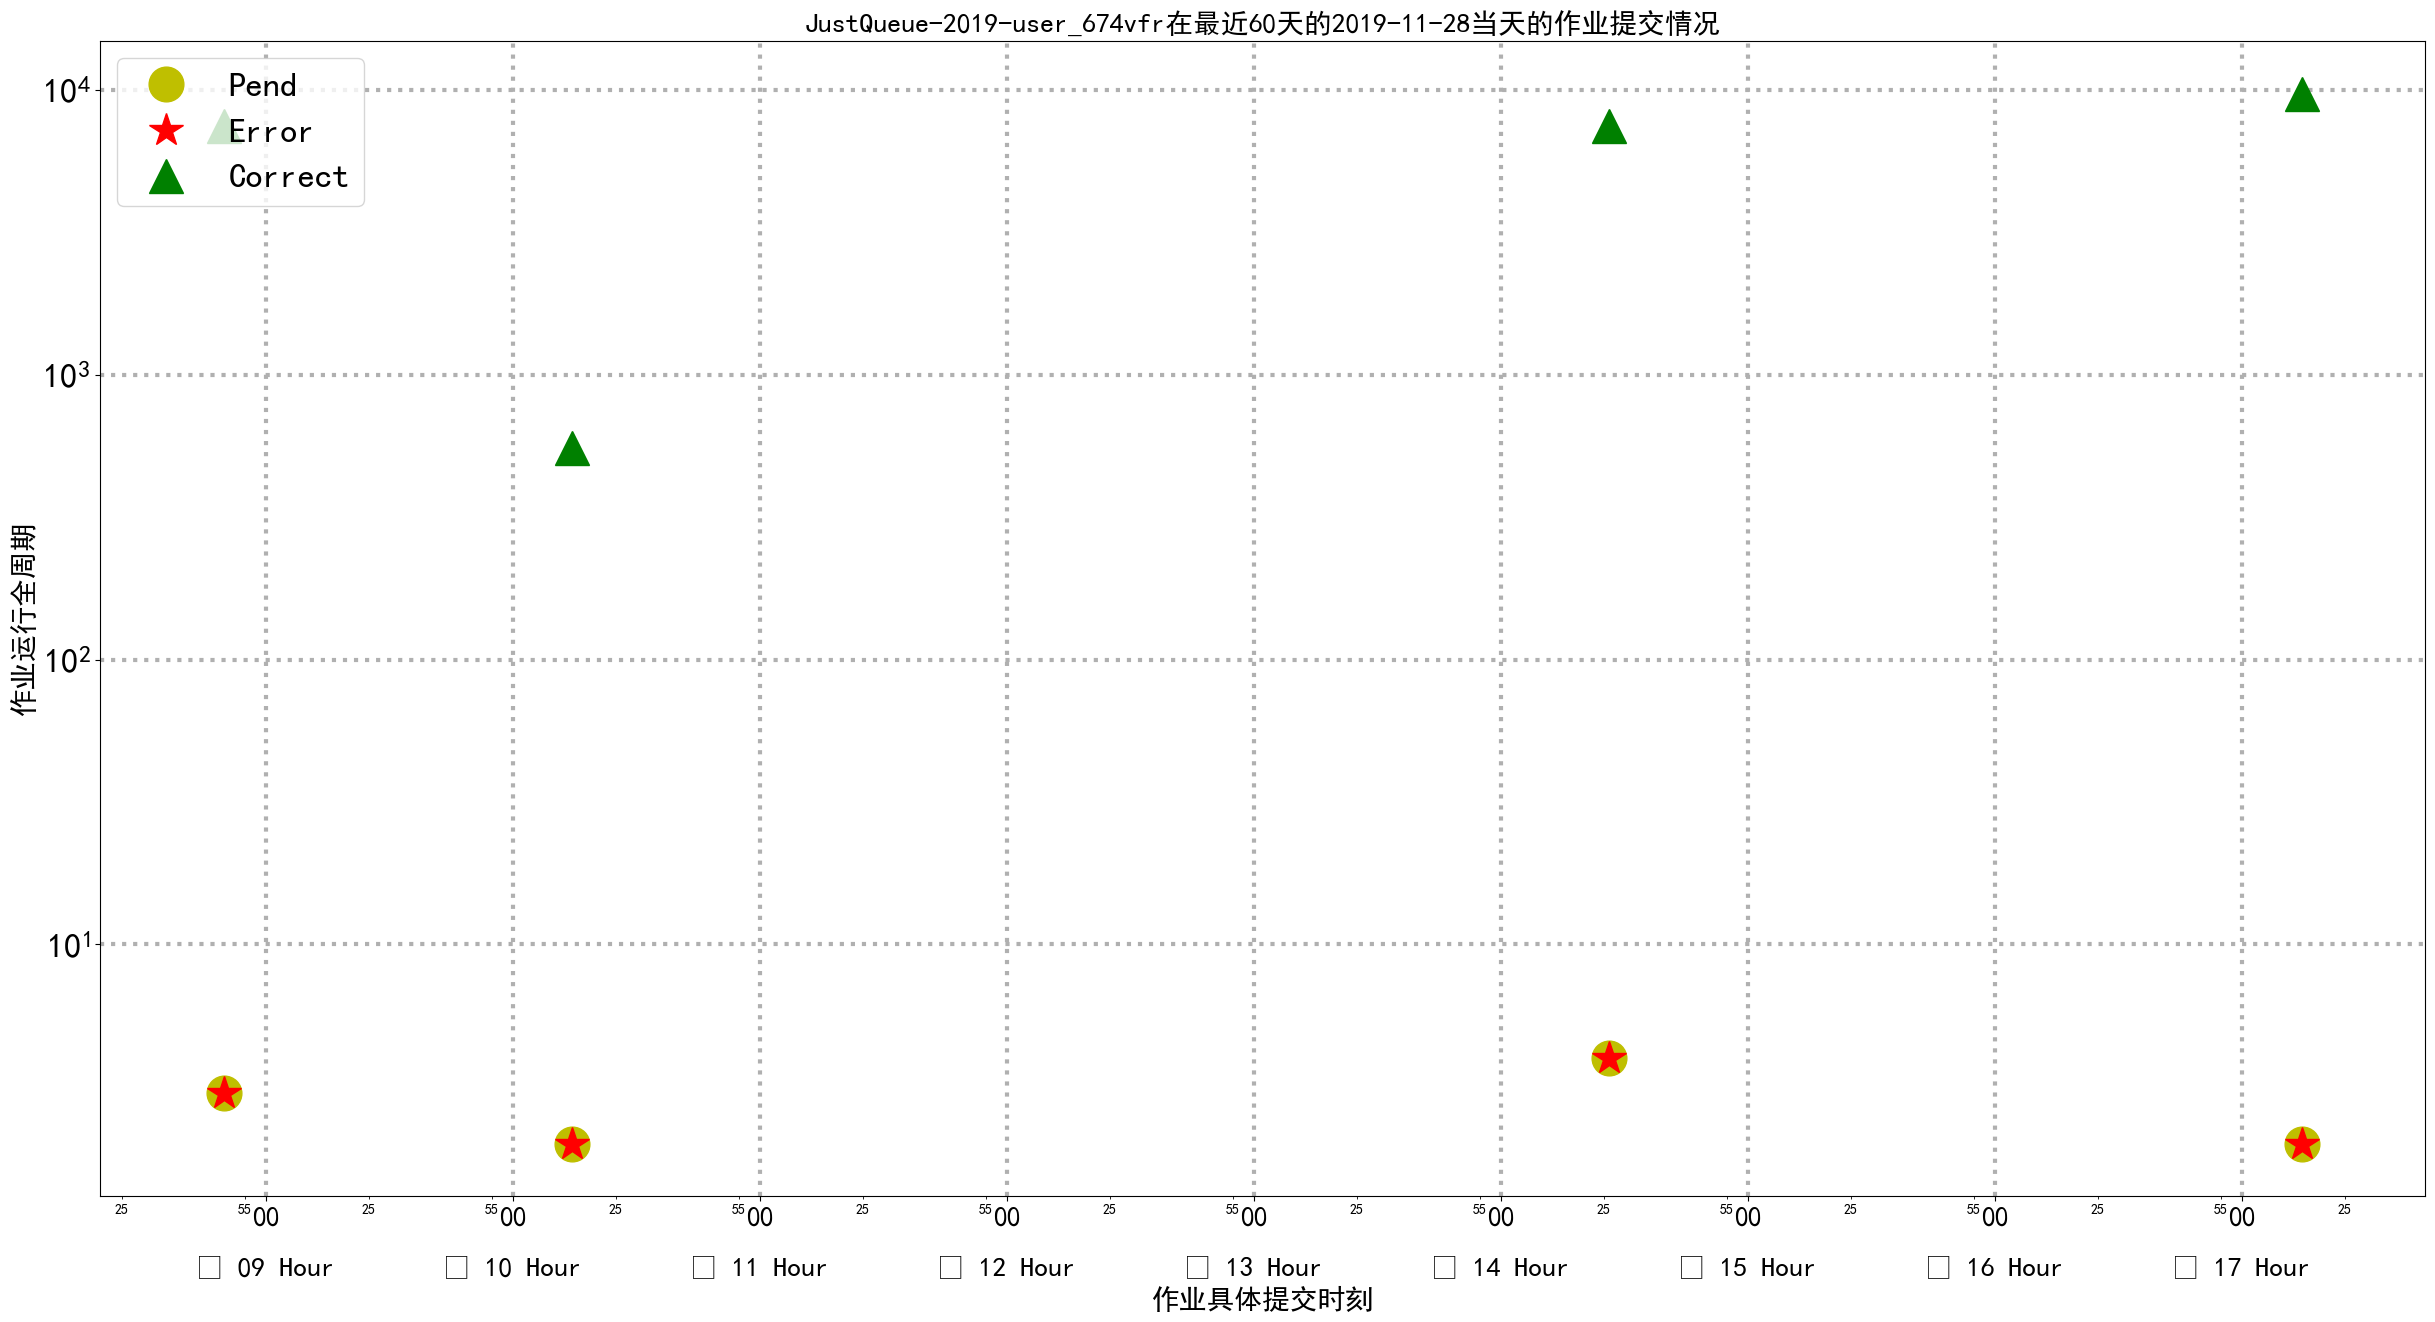 JustQueue-2019-user_674vfr在最近60天的2019-11-28当天的作业提交情况
Pend
Error
Correct
10⁴
10³
10²
10¹
作业运行全周期
25 55 00 25 55 00 25 55 00 25 55 00 25 55 00 25 55 00 25 55 00 25 55 00 25 55 00 25
□ 09 Hour □ 10 Hour □ 11 Hour □ 12 Hour □ 13 Hour □ 14 Hour □ 15 Hour □ 16 Hour □ 17 Hour
作业具体提交时刻